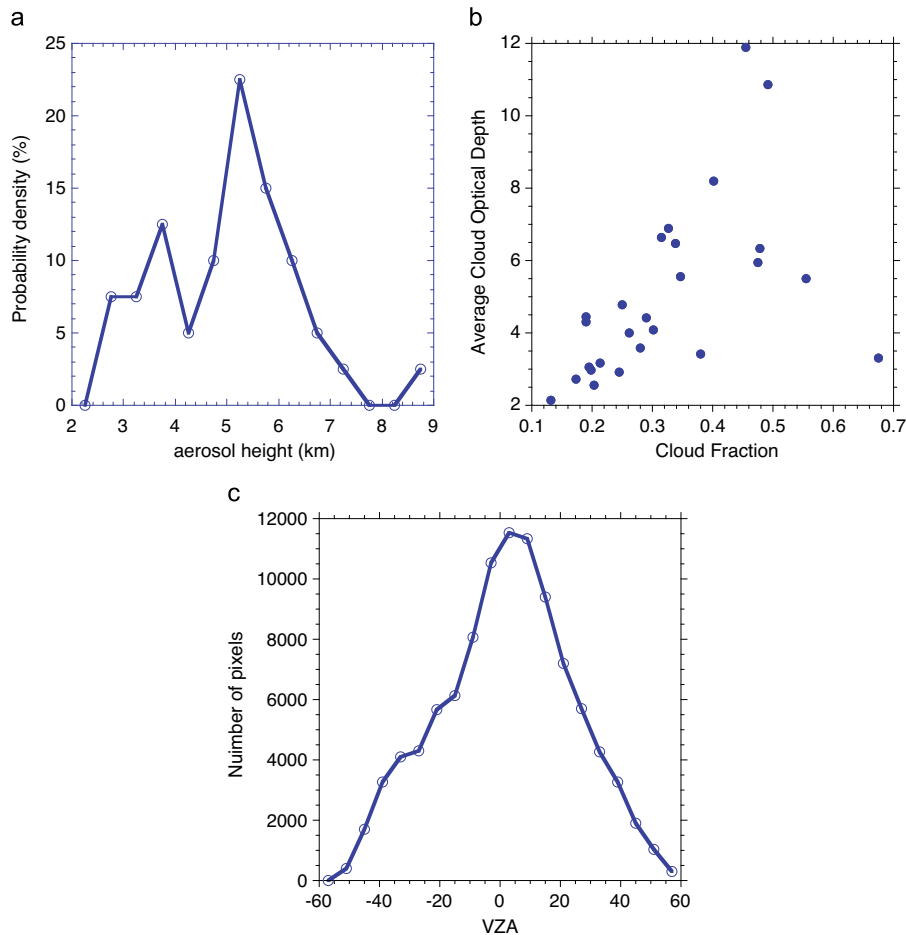 a
25
20
15
10
5
0
Probability density (%)
2 3 4 5 6 7 8 9
aerosol height (km)
b
12
10
8
6
4
2
Average Cloud Optical Depth
0.1 0.2 0.3 0.4 0.5 0.6 0.7
Cloud Fraction
c
12000
10000
8000
6000
4000
2000
0
Nuimber of pixels
-60 -40 -20 0 20 40 60
VZA